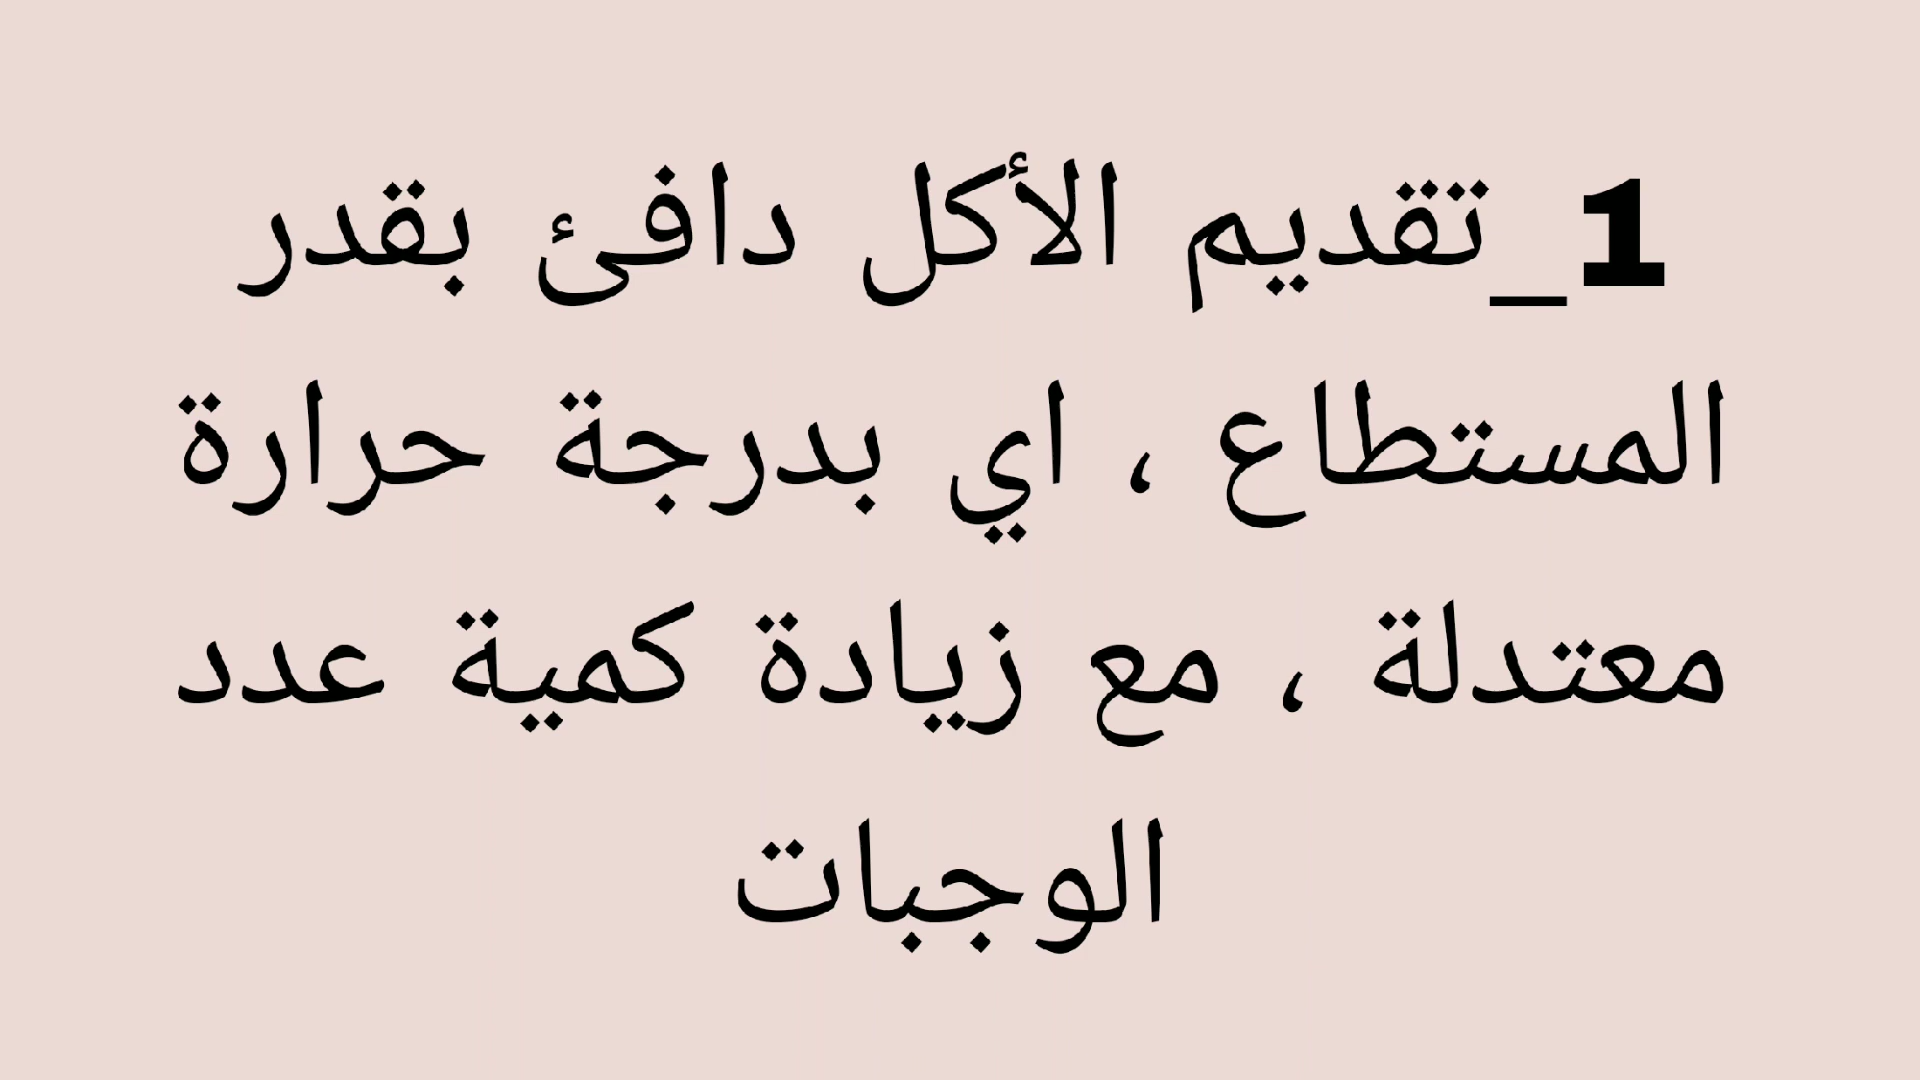 1_تقديم الأكل دافئ بقدر
المستطاع ، اي بدرجة حرارة
معتدلة ، مع زيادة كمية عدد
الوجبات